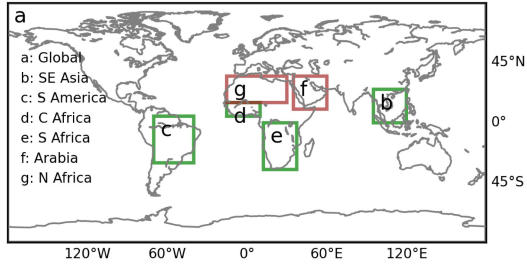 a
a: Global
b: SE Asia
c: S America
d: C Africa
e: S Africa
f: Arabia
g: N Africa
g
f
d
b
c
e
45°N
0°
45°S
120°W
60°W
0°
60°E
120°E